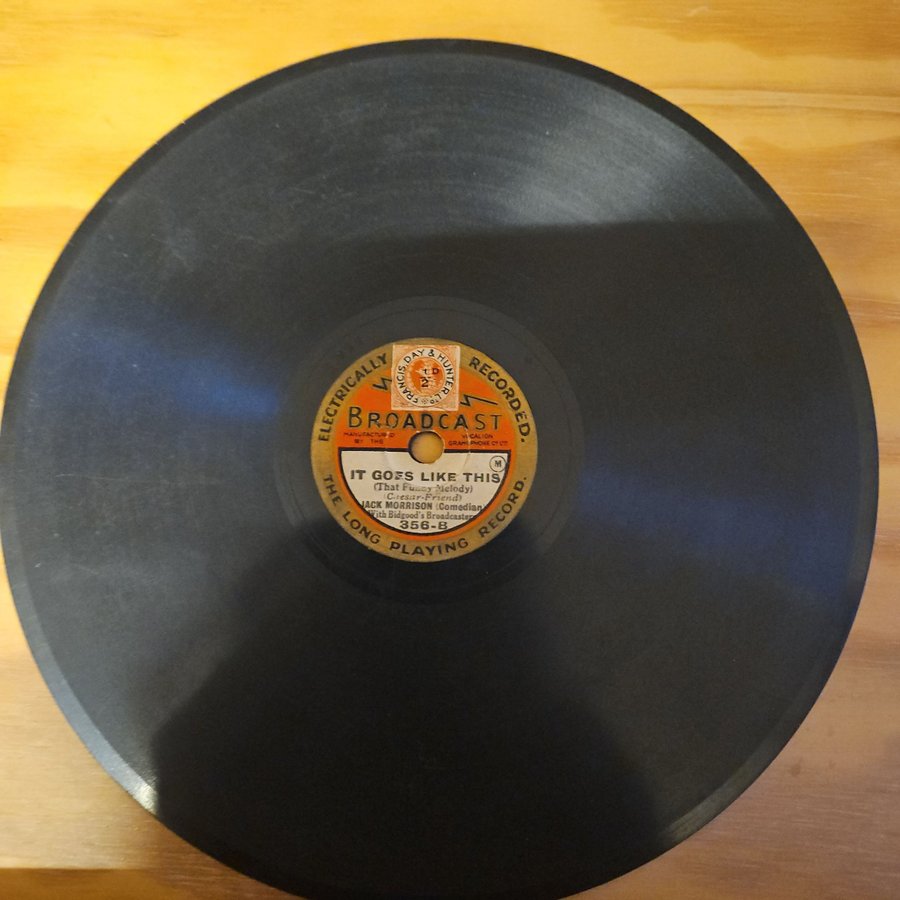 ELECTRICALLY RECORDED.
FRANCIS, DAY & HUNTER LTD
BROADCAST
MANUFACTURED BY THE
VOCALION GRAMOPHONE CO LTD
M
IT GOES LIKE THIS
(That Funny Melody)
(Caesar-Friend)
JACK MORRISON (Comedian)
With Bidgood's Broadcasters
356-B
THE LONG PLAYING RECORD.